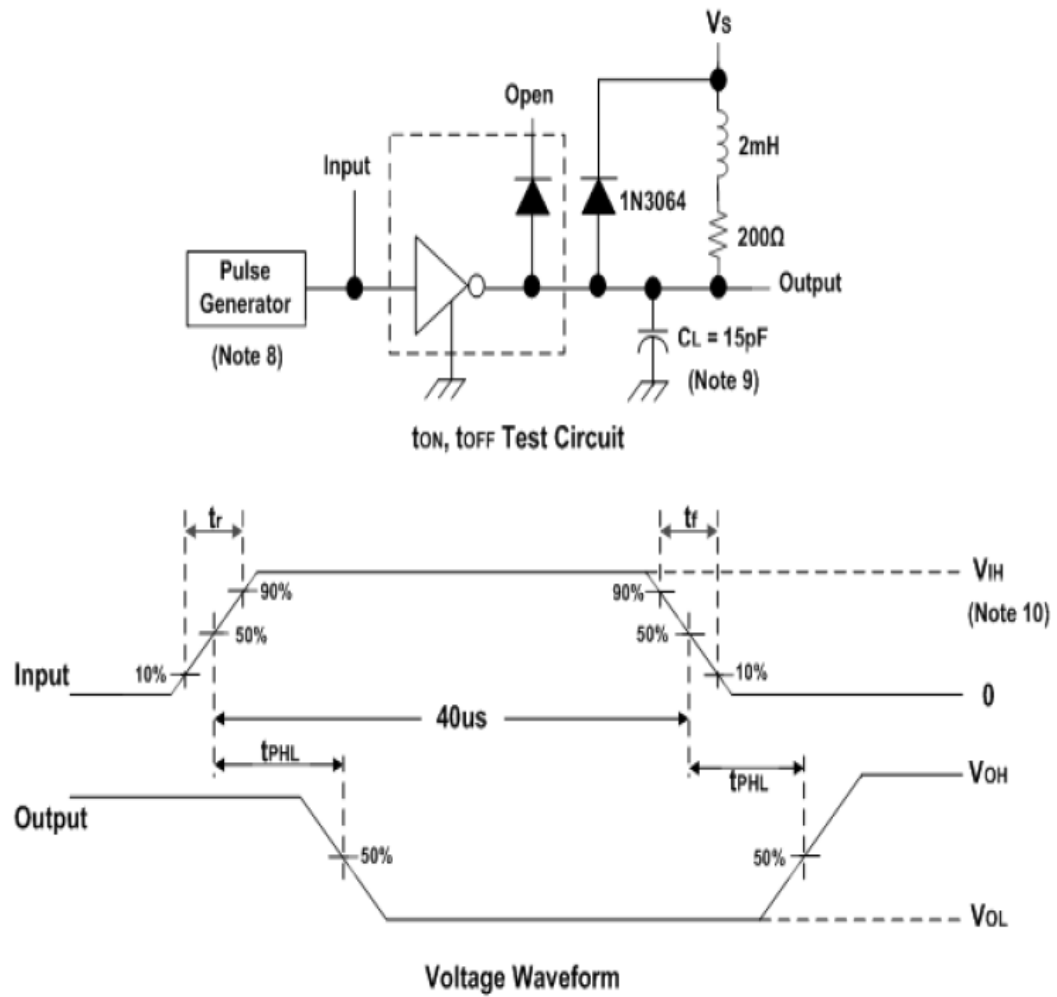 Vs
Open
2mH
Input
1N3064
200Ω
Pulse
Generator
Output
(Note 8)
CL = 15pF
(Note 9)
tON, tOFF Test Circuit
tr
tf
90%
90%
VIH
(Note 10)
50%
50%
10%
10%
Input
0
40us
tPHL
tPHL
VOH
Output
50%
50%
VOL
Voltage Waveform